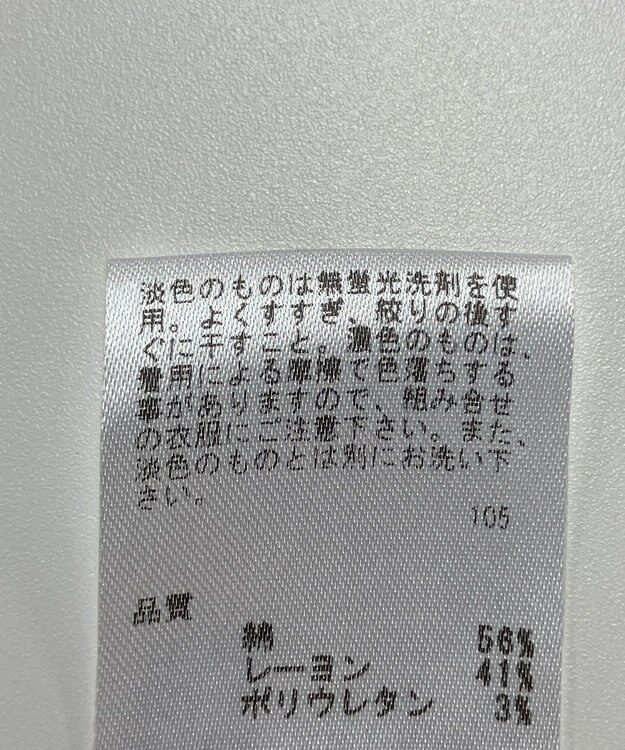 淡色のものは無蛍光洗剤を使
用。よくすすぎ、絞りの後す
ぐに干すこと。濃色のものは、
着用による摩擦で色落ちする
事がありますので、組み合せ
の衣服にご注意下さい。また、
淡色のものとは別にお洗い下
さい。
105
品質
綿 56%
レーヨン 41%
ポリウレタン 3%